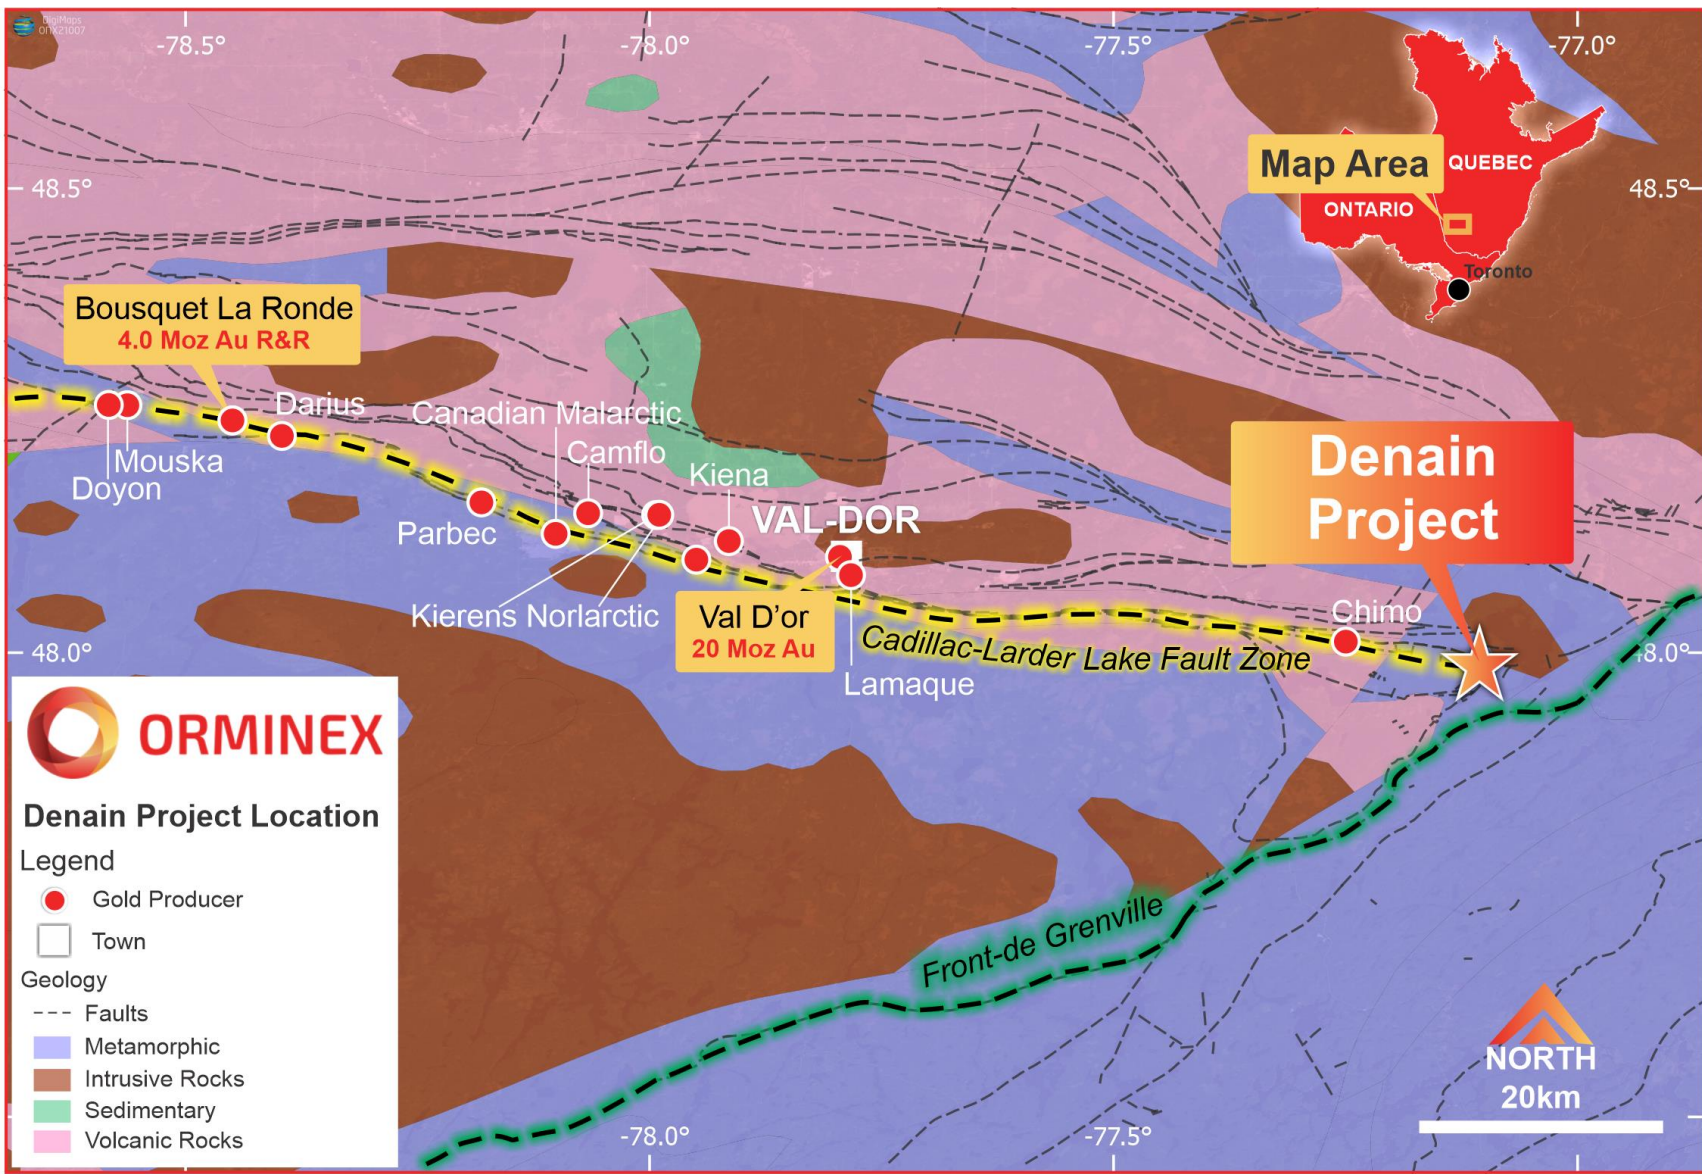 DigiMaps
ONX21007
-78.5°
-78.0°
-77.5°
-77.0°
48.5°
48.5°
Map Area
QUEBEC
ONTARIO
Toronto
Bousquet La Ronde
4.0 Moz Au R&R
Darius
Canadian Malarctic
Camflo
Kiena
Mouska
Doyon
Parbec
VAL-DOR
Denain
Project
Kierens Norlarctic
Val D'or
20 Moz Au
Lamaque
Chimo
Cadillac-Larder Lake Fault Zone
48.0°
48.0°
ORMINEX
Denain Project Location
Legend
Gold Producer
Town
Geology
Faults
Metamorphic
Intrusive Rocks
Sedimentary
Volcanic Rocks
Front-de Grenville
NORTH
20km
-78.0°
-77.5°